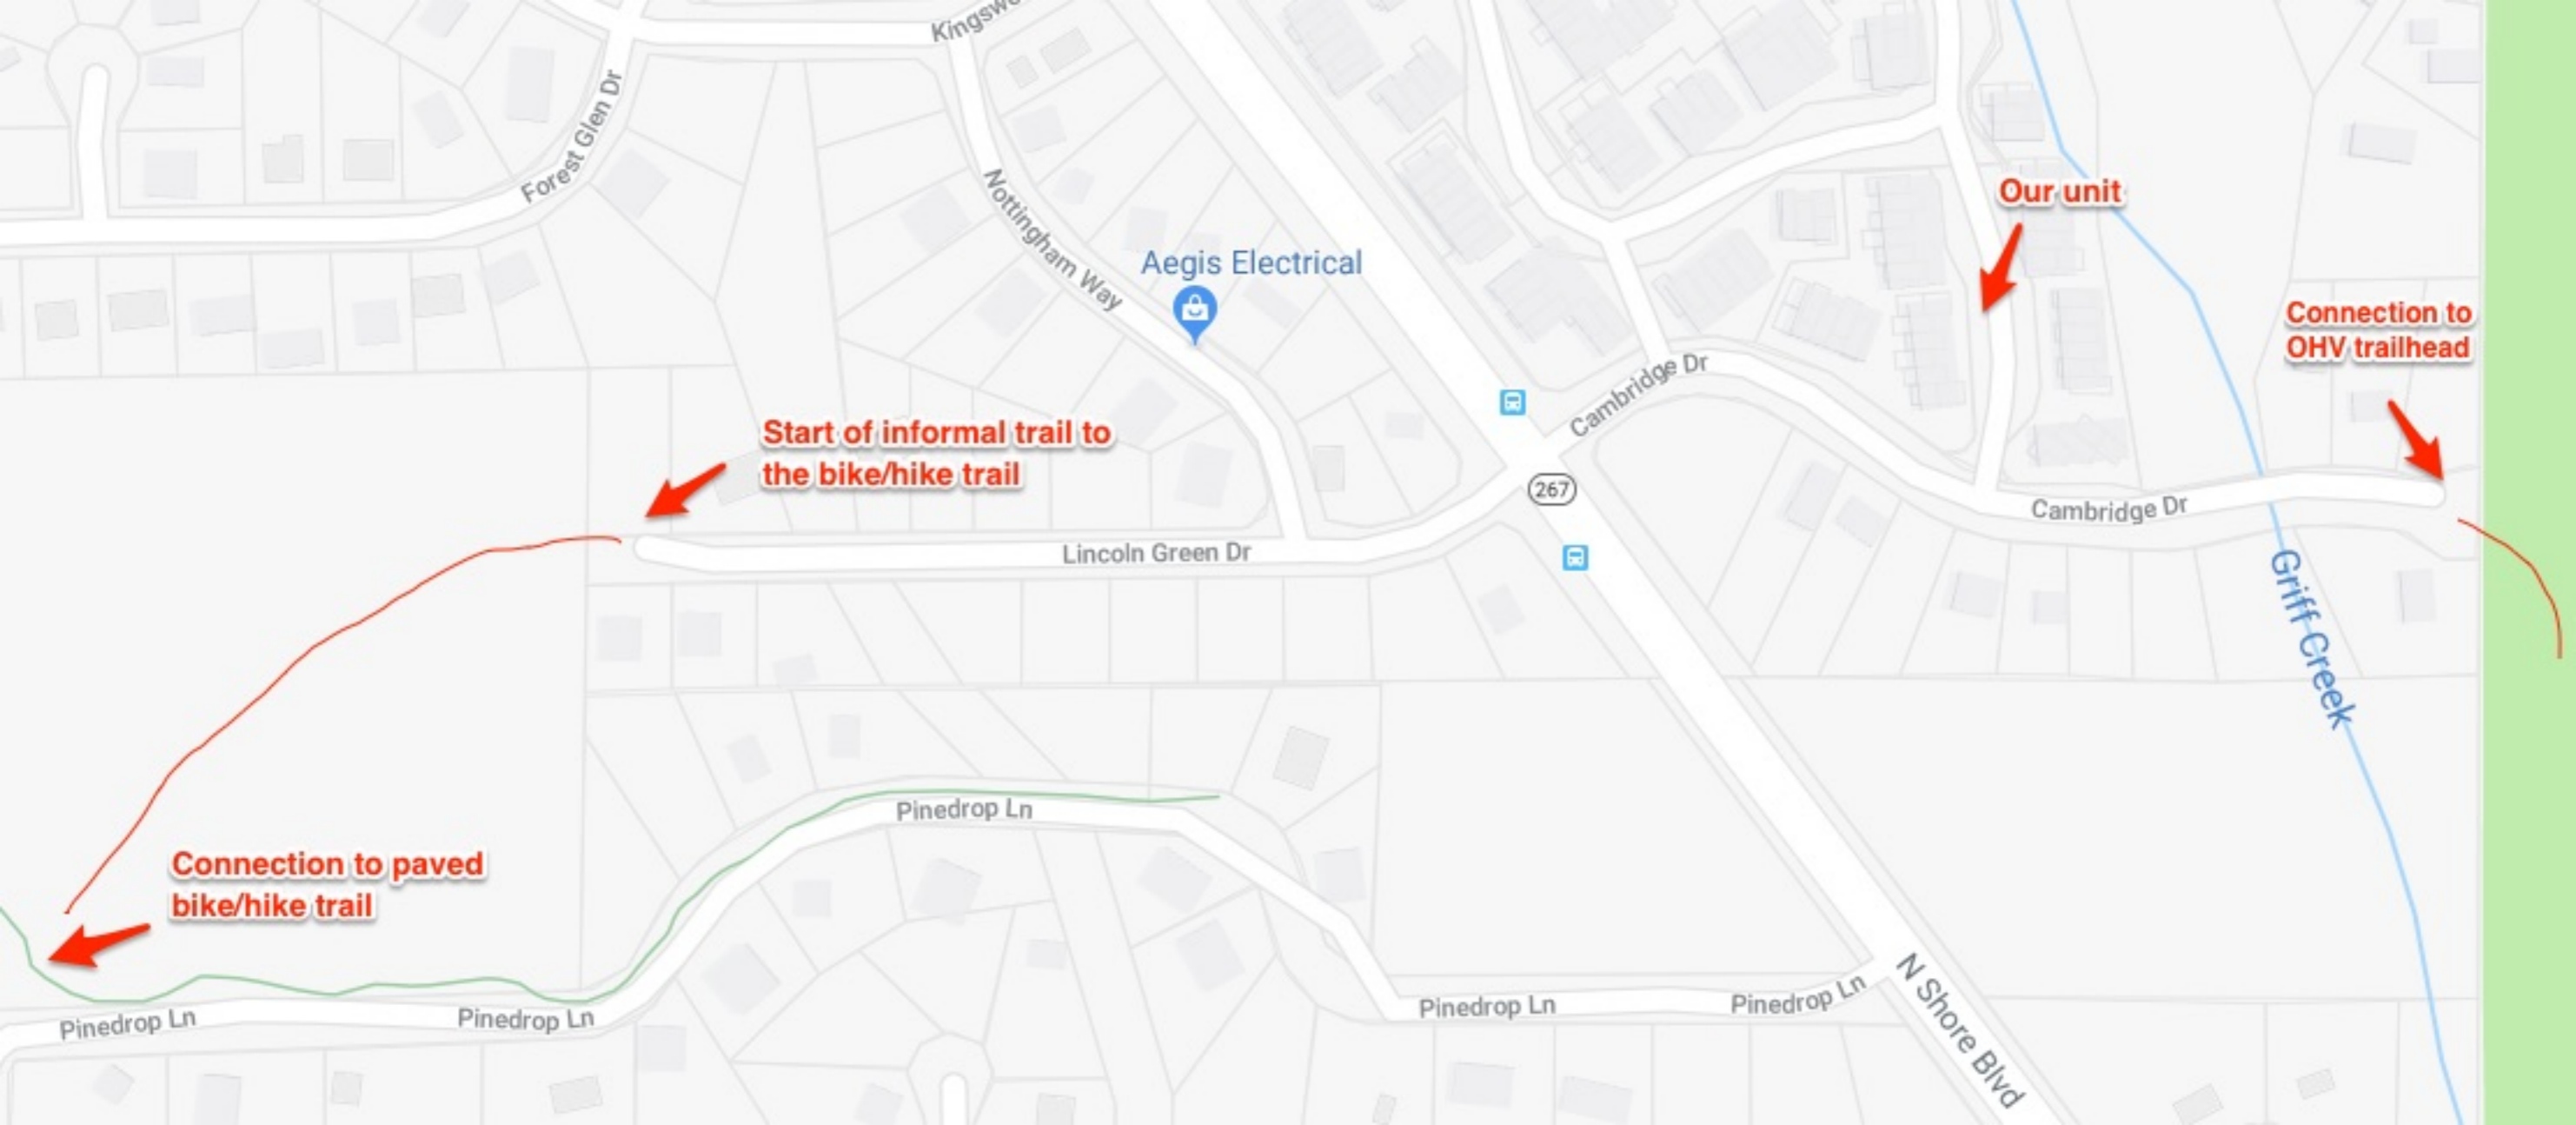 Kingswo
Forest Glen Dr
Nottingham Way
Aegis Electrical
Our unit
Connection to
OHV trailhead
Cambridge Dr
Start of informal trail to
the bike/hike trail
267
Cambridge Dr
Lincoln Green Dr
Griff Creek
Pinedrop Ln
Connection to paved
bike/hike trail
Pinedrop Ln
Pinedrop Ln
Pinedrop Ln
Pinedrop Ln
N Shore Blvd